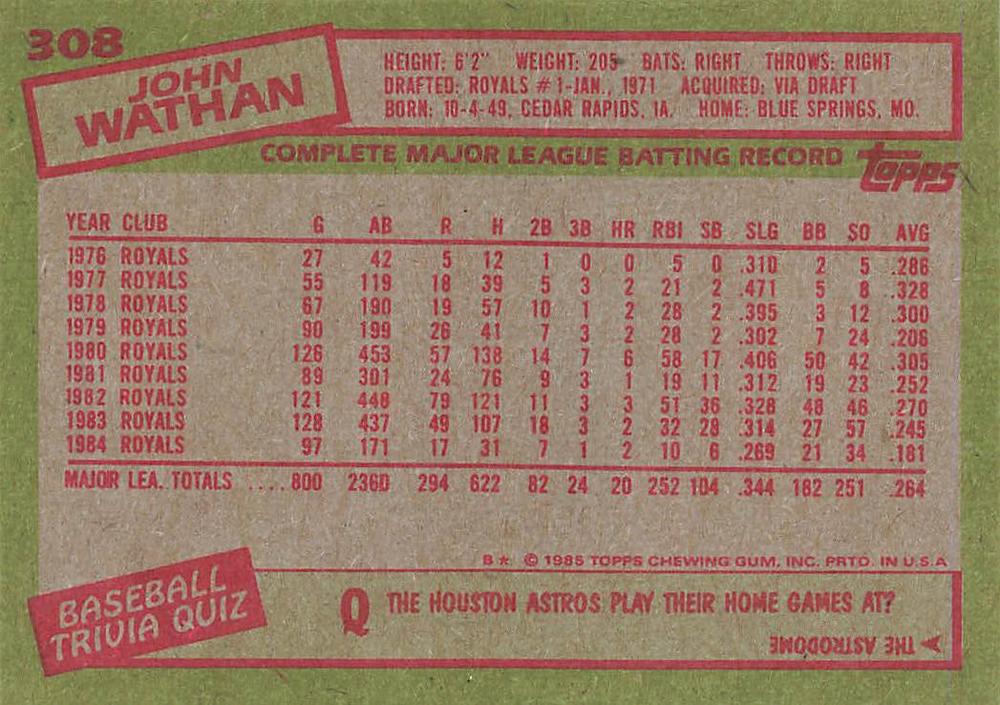 308
JOHN
WATHAN
HEIGHT: 6'2" WEIGHT: 205 BATS: RIGHT THROWS: RIGHT
DRAFTED: ROYALS #1-JAN., 1971 ACQUIRED: VIA DRAFT
BORN: 10-4-49, CEDAR RAPIDS, IA. HOME: BLUE SPRINGS, MO.
COMPLETE MAJOR LEAGUE BATTING RECORD
Topps
YEAR CLUB G AB R H 2B 3B HR RBI SB SLG BB SO AVG
1976 ROYALS 27 42 5 12 1 0 0 5 0 .310 2 5 .286
1977 ROYALS 55 119 18 39 5 3 2 21 2 .471 5 8 .328
1978 ROYALS 67 190 19 57 10 1 2 28 2 .395 3 12 .300
1979 ROYALS 90 199 26 41 7 3 2 28 2 .302 7 24 .206
1980 ROYALS 126 453 57 138 14 7 6 58 17 .406 50 42 .305
1981 ROYALS 89 301 24 76 9 3 1 19 11 .312 19 23 .252
1982 ROYALS 121 448 79 121 11 3 3 51 36 .328 48 46 .270
1983 ROYALS 128 437 49 107 18 3 2 32 28 .314 27 57 .245
1984 ROYALS 97 171 17 31 7 1 2 10 6 .269 21 34 .181
MAJOR LEA. TOTALS ....800 2360 294 622 82 24 20 252 104 .344 182 251 .264
B* © 1985 TOPPS CHEWING GUM, INC. PRTD. IN U.S.A
BASEBALL
TRIVIA QUIZ
Q THE HOUSTON ASTROS PLAY THEIR HOME GAMES AT?
THE ASTRODOME